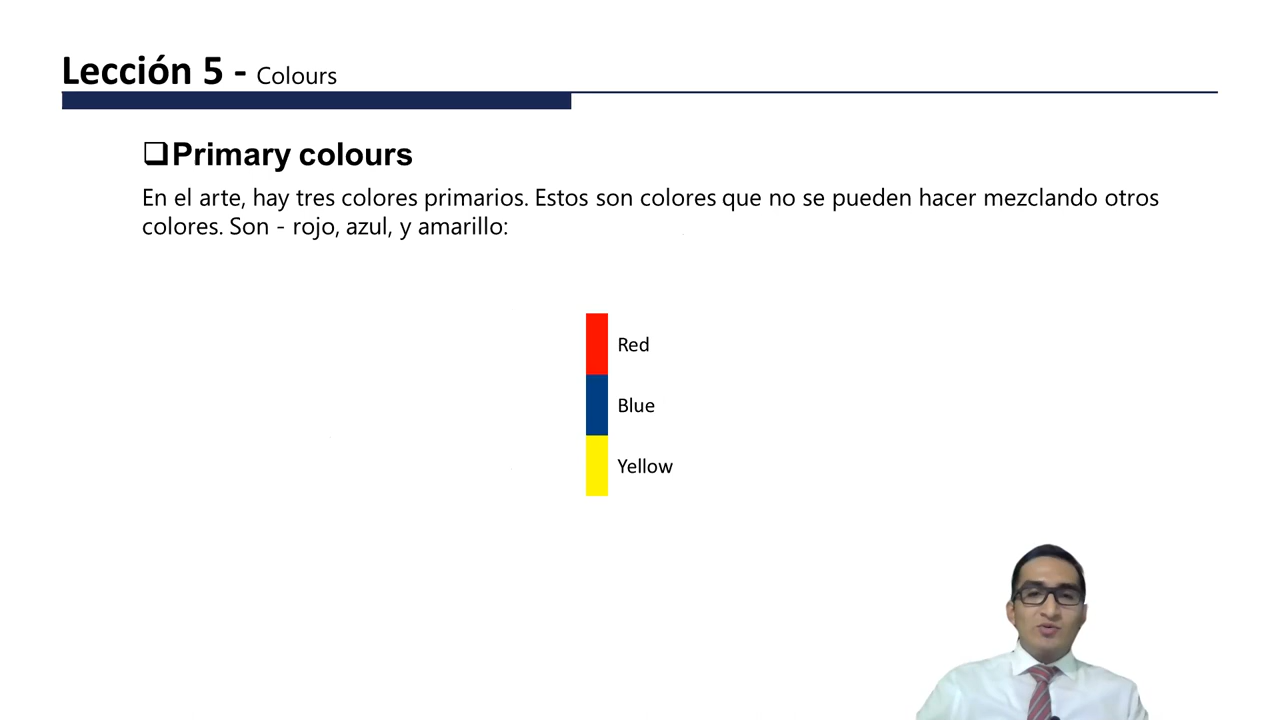 Lección 5 - Colours
❑Primary colours
En el arte, hay tres colores primarios. Estos son colores que no se pueden hacer mezclando otros
colores. Son - rojo, azul, y amarillo:
Red
Blue
Yellow